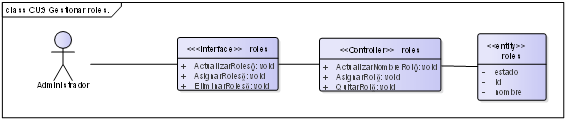 class CU9 Gestionar roles.
Administrador
<<<Interface>> roles
+ ActualizarRoles(): void
+ AsignarRoles(): void
+ EliminarRoles(): void
<<Controller> roles
+ ActualizarNombreRol(): void
+ AsignarRol(): void
+ QuitarRol(): void
<<entity>>
roles
- estado
- id
- nombre